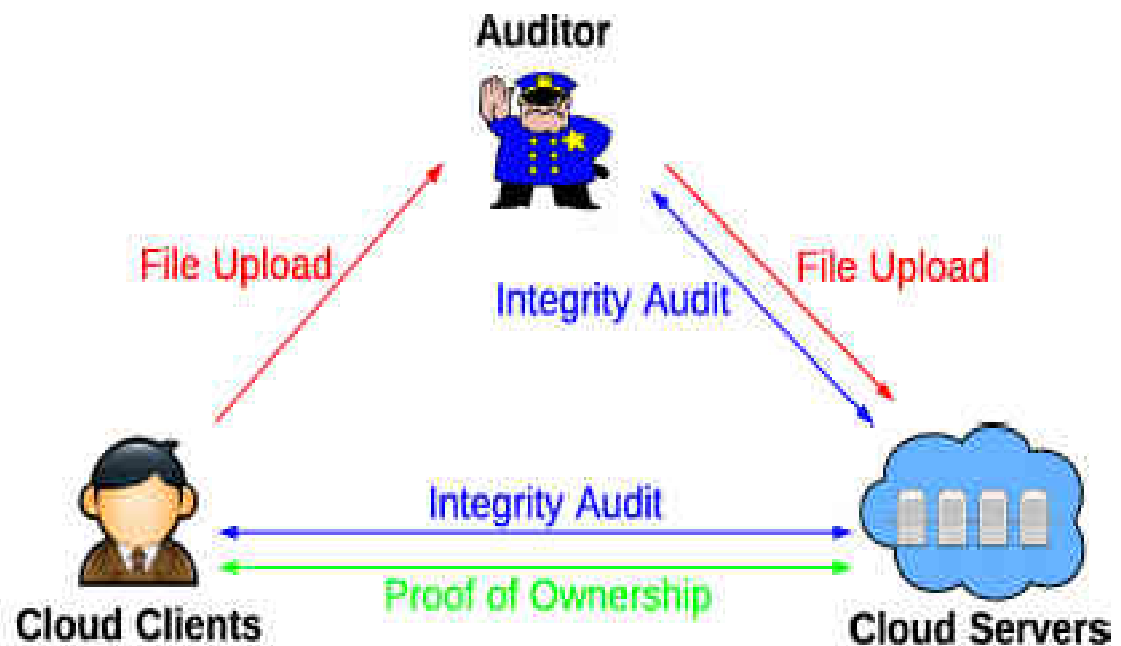 Auditor
File Upload
File Upload
Integrity Audit
Integrity Audit
Proof of Ownership
Cloud Clients
Cloud Servers